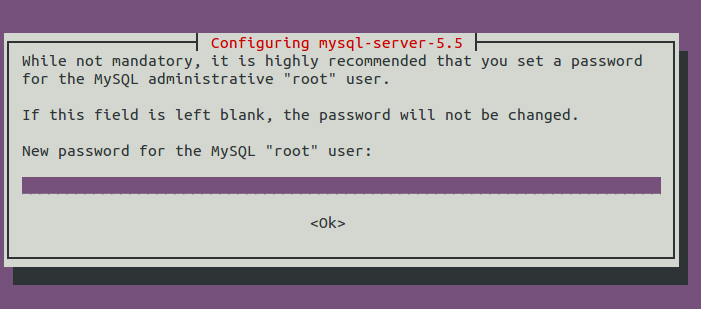 Configuring mysql-server-5.5
While not mandatory, it is highly recommended that you set a password
for the MySQL administrative "root" user.
If this field is left blank, the password will not be changed.
New password for the MySQL "root" user:
<Ok>